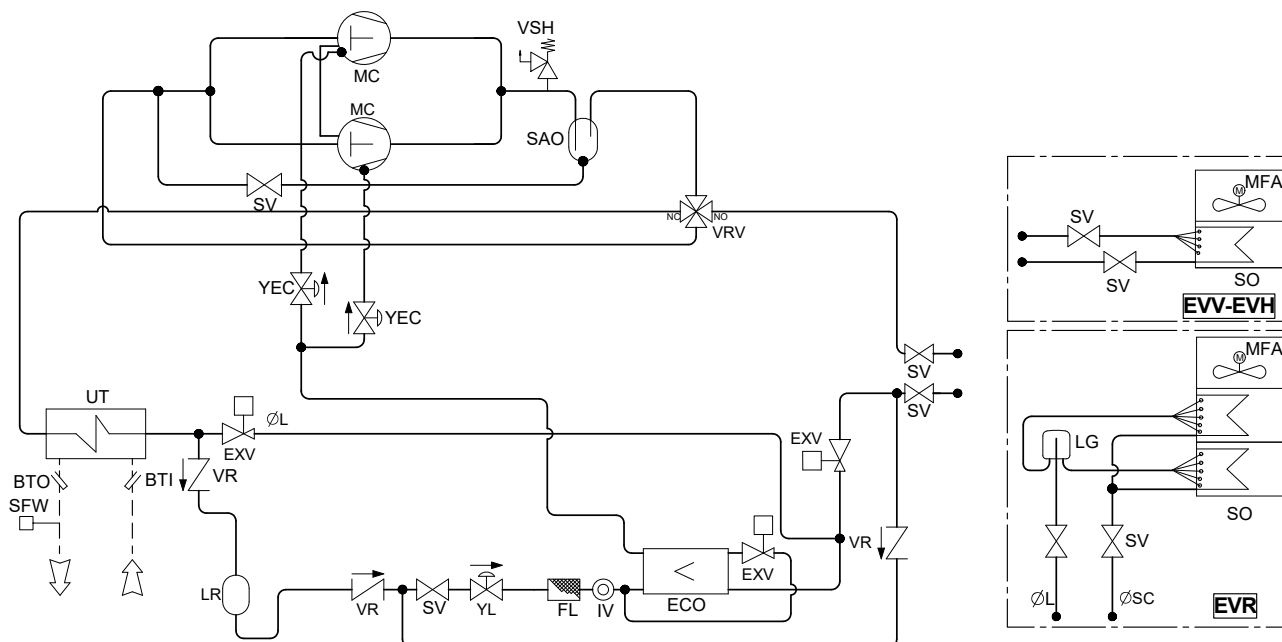 VSH
MC
MC
SAO
SV
NC
NO
VRV
YEC
YEC
SV
SV
UT
ØL
EXV
EXV
BTO
BTI
VR
SFW
VR
LR
VR
SV
YL
FL
IV
ECO
EXV
M
MFA
SV
SV
SO
EVV-EVH
M
MFA
LG
SO
SV
ØL
ØSC
EVR